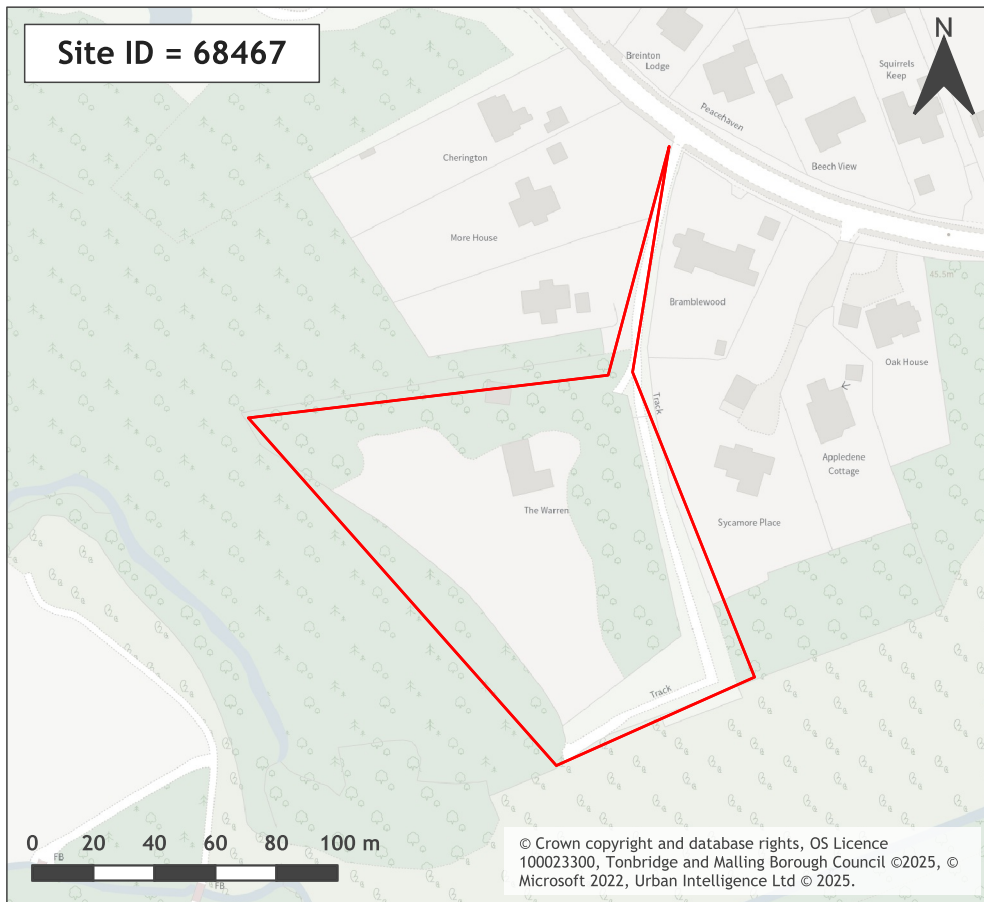 Site ID = 68467
N
Breinton
Lodge
Squirrels
Keep
Peacehaven
Cherington
Beech View
More House
45.5m
Bramblewood
Oak House
Track
Appledene
Cottage
The Warren
Sycamore Place
Track
0 20 40 60 80 100 m
FB
FB
© Crown copyright and database rights, OS Licence
100023300, Tonbridge and Malling Borough Council ©2025, ©
Microsoft 2022, Urban Intelligence Ltd © 2025.